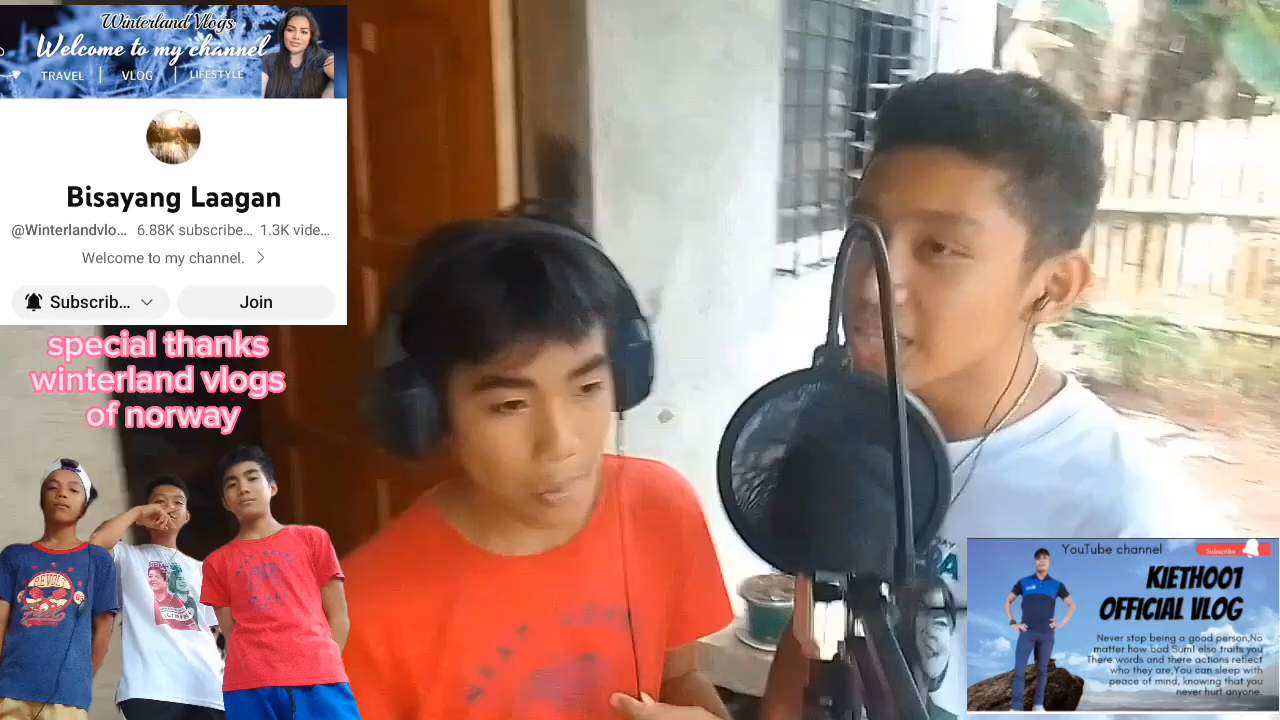 Winterland Vlogs
Welcome to my channel
TRAVEL | VLOG | LIFESTYLE
Bisayang Laagan
@Winterlandvlo... 6.88K subscribe... 1.3K vide...
Welcome to my channel.
Subscrib...
Join
special thanks
winterland vlogs
of norway
REVOLT
YouTube channel
Subscribe
KIETH001
OFFICIAL VLOG
Never stop being a good person,No
matter how bad Sum1 else traits you
There words and there actions reflect
who they are,You can sleep with
peace of mind, knowing that you
never hurt anyone.